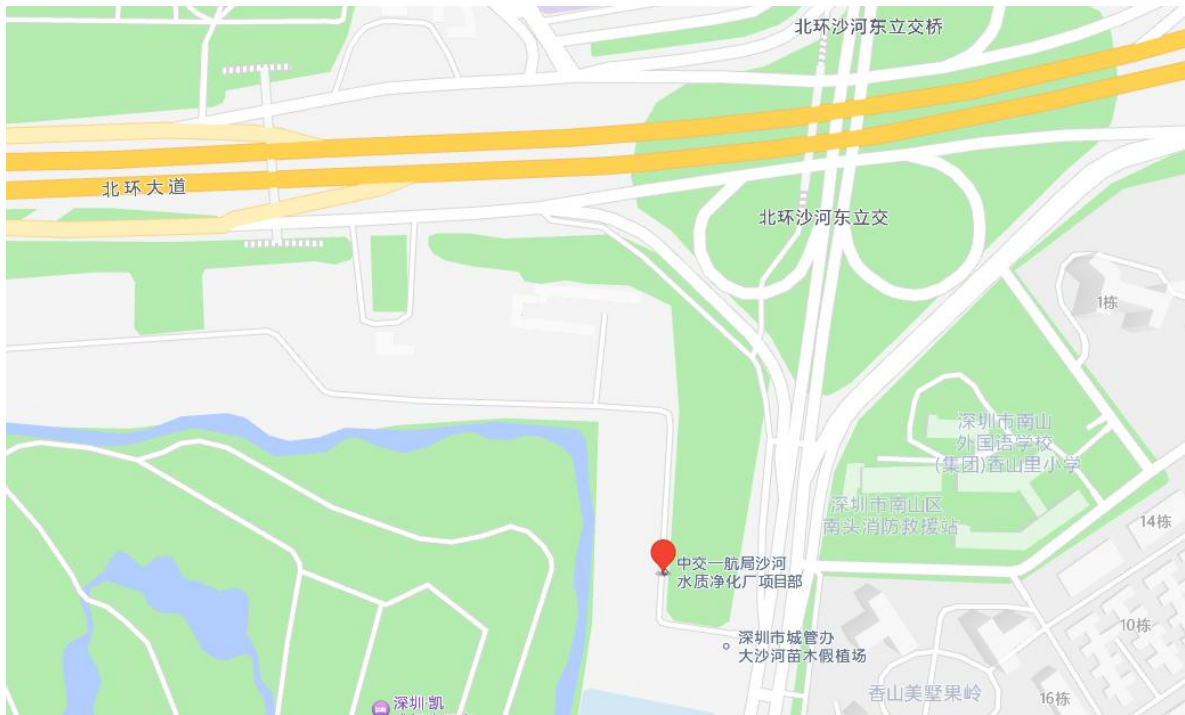 北环沙河东立交桥
北环大道
北环沙河东立交
1栋
深圳市南山
外国语学校
(集团)香山里小学
深圳市南山区
南头消防救援站
14栋
中交一航局沙河
水质净化厂项目部
10栋
深圳市城管办
大沙河苗木假植场
香山美墅果岭
16栋
深圳凯